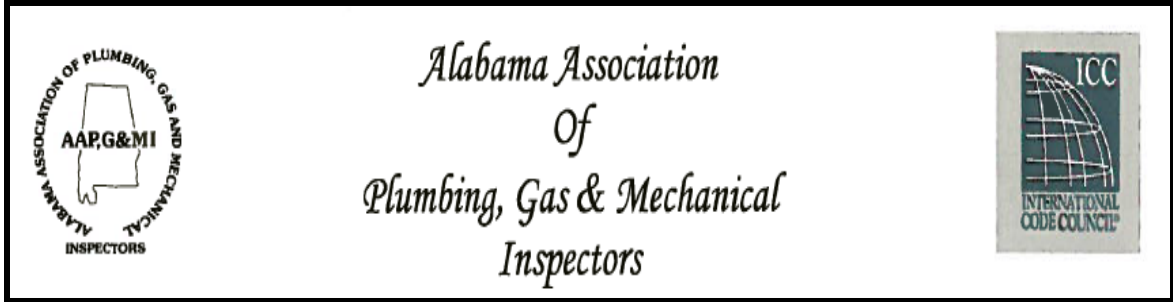 ALABAMA ASSOCIATION OF PLUMBING, GAS AND MECHANICAL
AAP,G&MI
INSPECTORS
Alabama Association
Of
Plumbing, Gas & Mechanical
Inspectors
ICC
INTERNATIONAL
CODE COUNCIL®